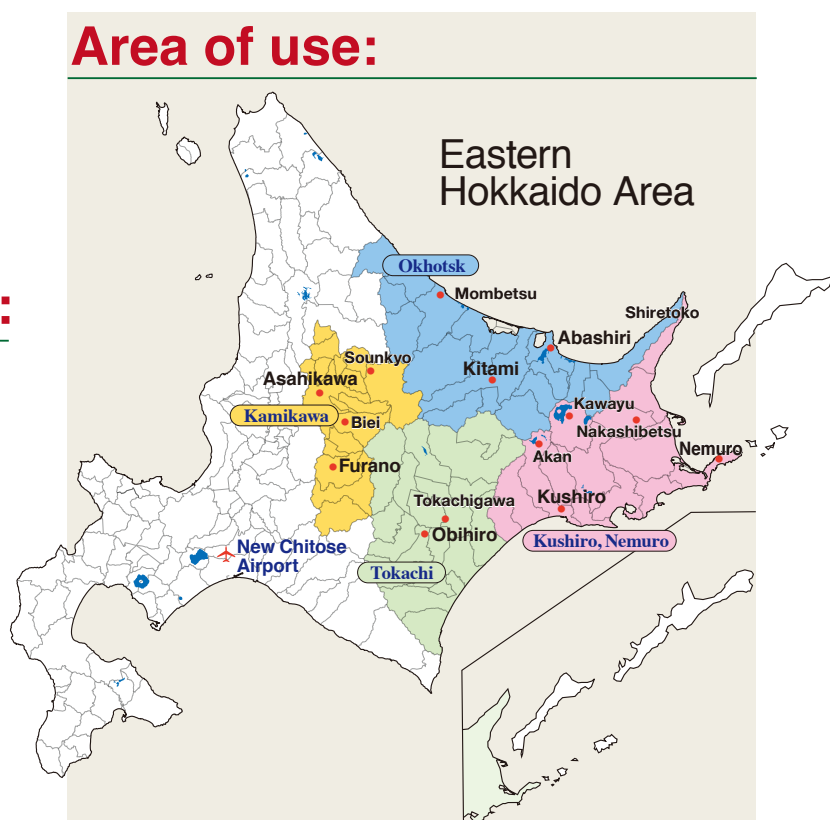 Area of use:
:
Eastern
Hokkaido Area
Okhotsk
Mombetsu
Shiretoko
Abashiri
Sounkyo
Kitami
Asahikawa
Kawayu
Kamikawa
Biei
Nakashibetsu
Nemuro
Akan
Furano
Tokachigawa
Kushiro
Obihiro
Kushiro, Nemuro
New Chitose
Airport
Tokachi